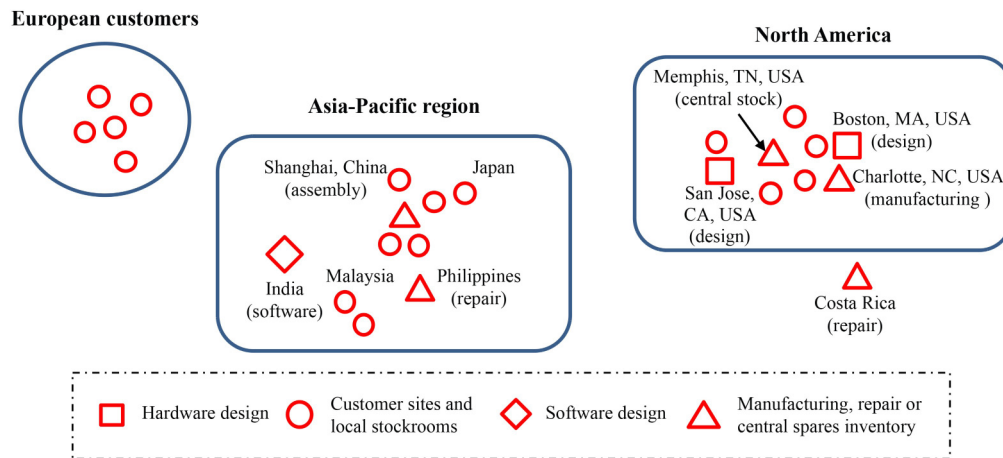 European customers
North America
Asia-Pacific region
Memphis, TN, USA
(central stock)
Boston, MA, USA
(design)
Charlotte, NC, USA
(manufacturing )
San Jose,
CA, USA
(design)
Shanghai, China
(assembly)
Japan
India
(software)
Malaysia
Philippines
(repair)
Costa Rica
(repair)
Hardware design
Customer sites and
local stockrooms
Software design
Manufacturing, repair or
central spares inventory